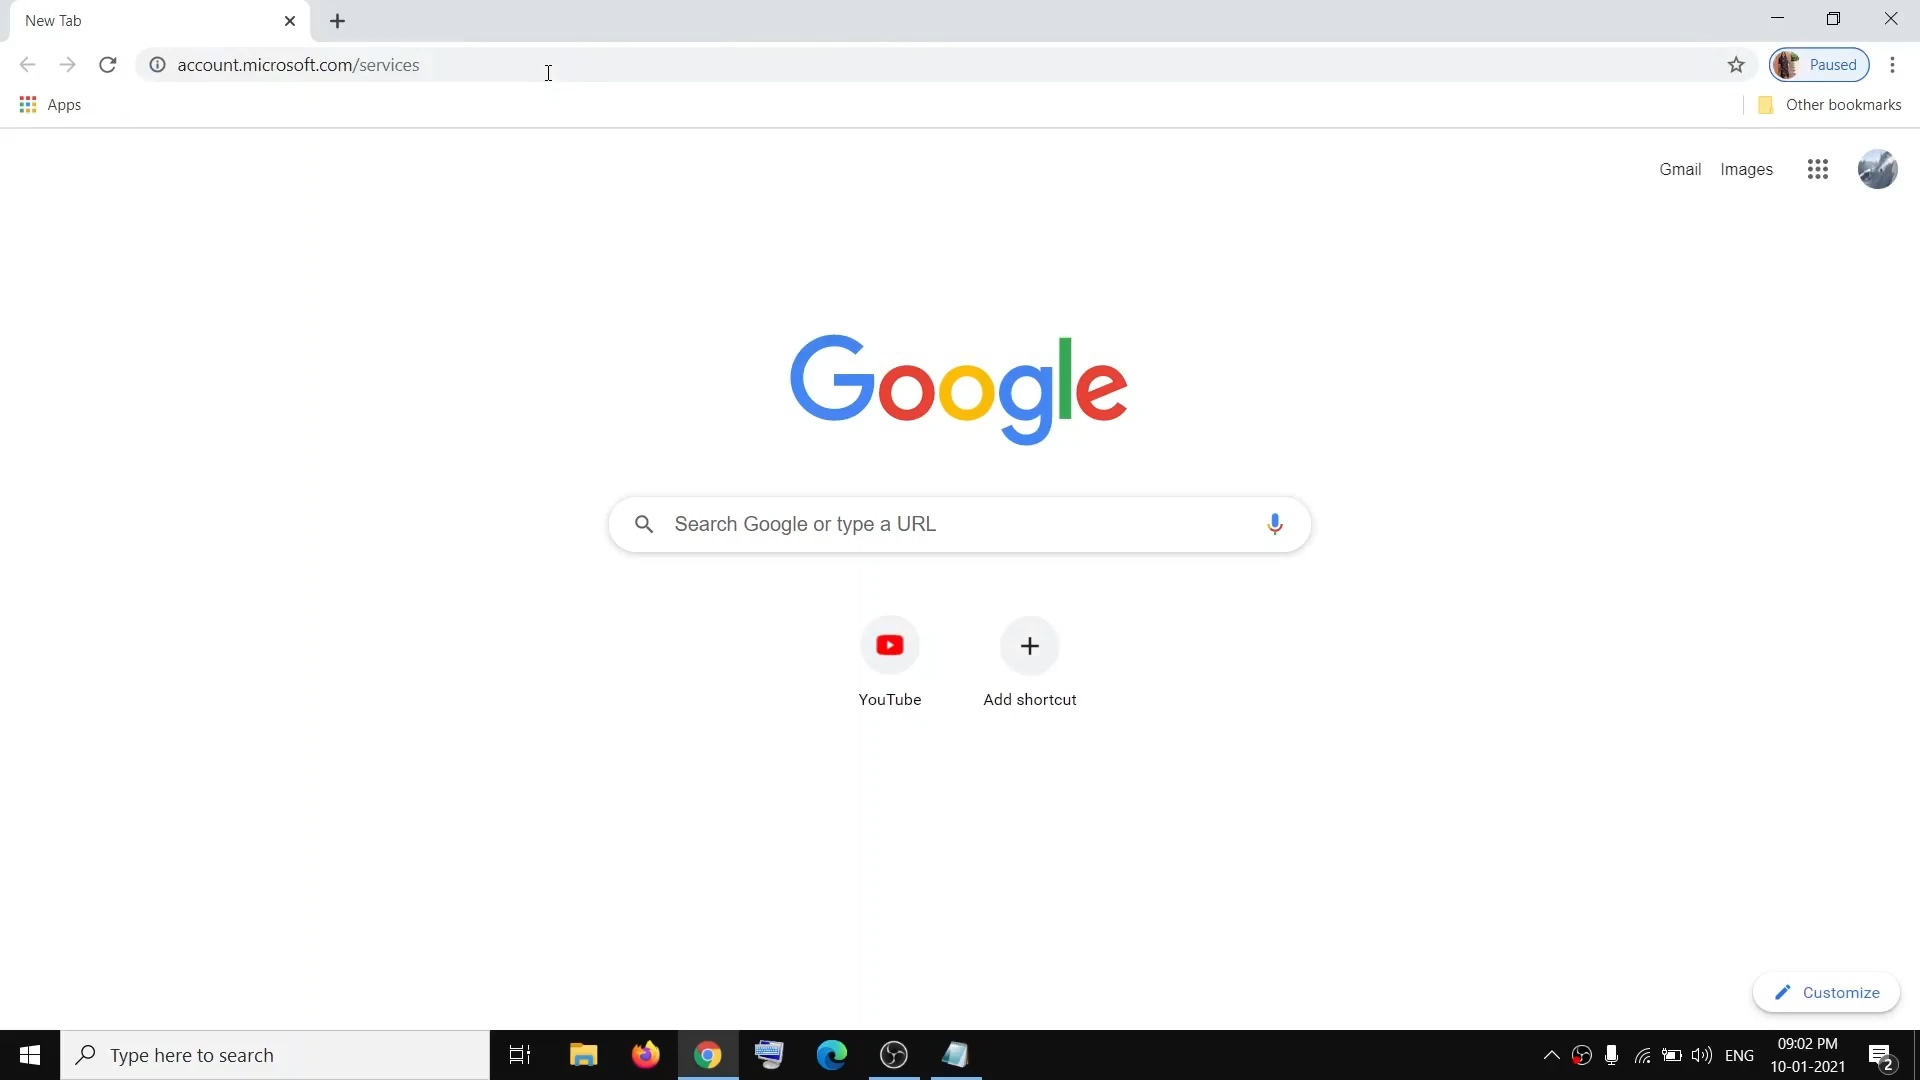 New Tab
account.microsoft.com/services
Paused
Apps
Other bookmarks
Gmail Images
Google
Search Google or type a URL
YouTube
Add shortcut
Customize
Type here to search
ENG
09:02 PM
10-01-2021
2